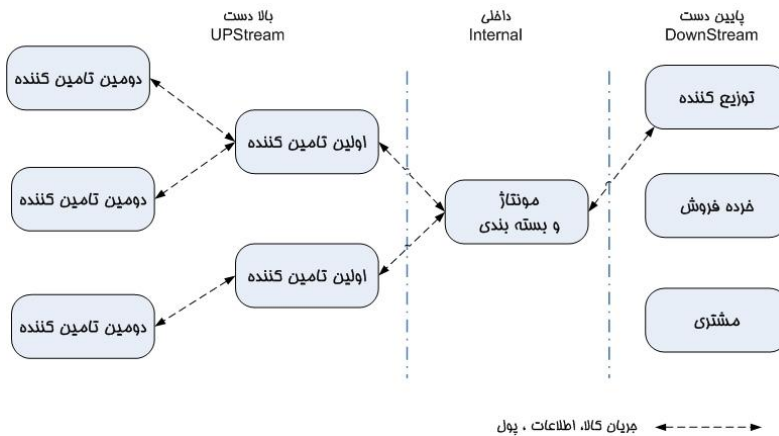 بالا دست
UPStream
داخلی
Internal
پایین دست
DownStream
دومین تامین کننده
دومین تامین کننده
دومین تامین کننده
اولین تامین کننده
اولین تامین کننده
مونتاژ
و بسته بندی
توزیع کننده
خرده فروش
مشتری
جریان کالا، اطلاعات ، پول